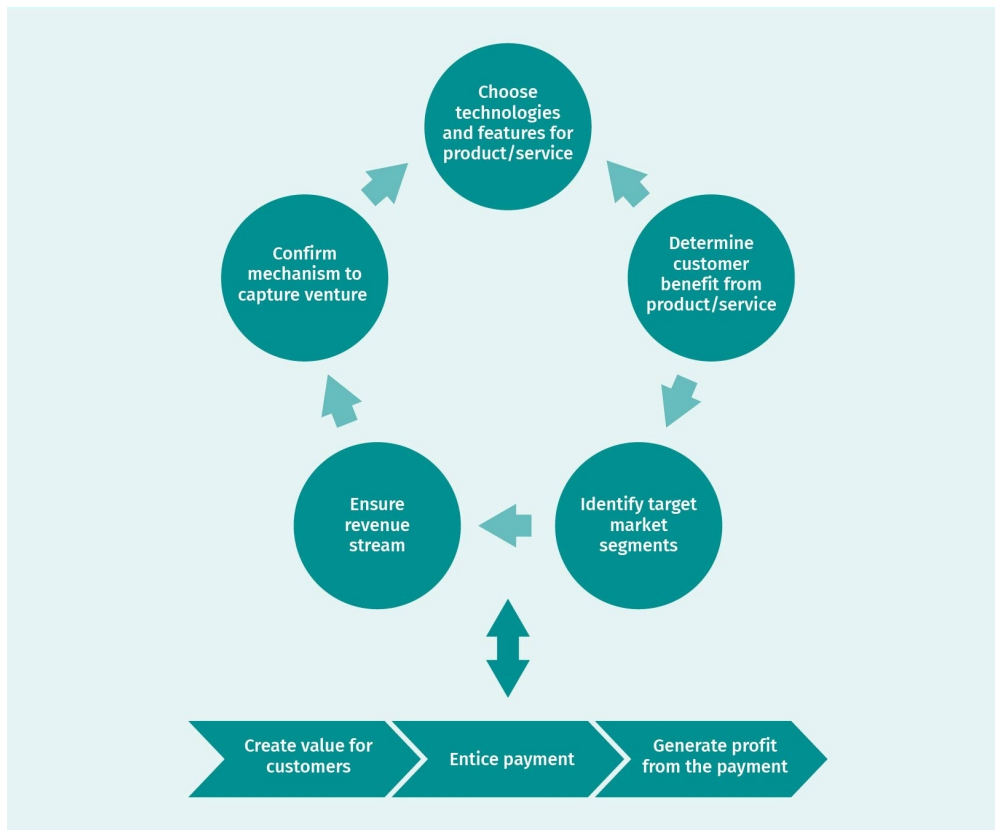 Choose
technologies
and features for
product/service
Determine
customer
benefit from
product/service
Identify target
market
segments
Ensure
revenue
stream
Confirm
mechanism to
capture venture
Create value for
customers
Entice payment
Generate profit
from the payment